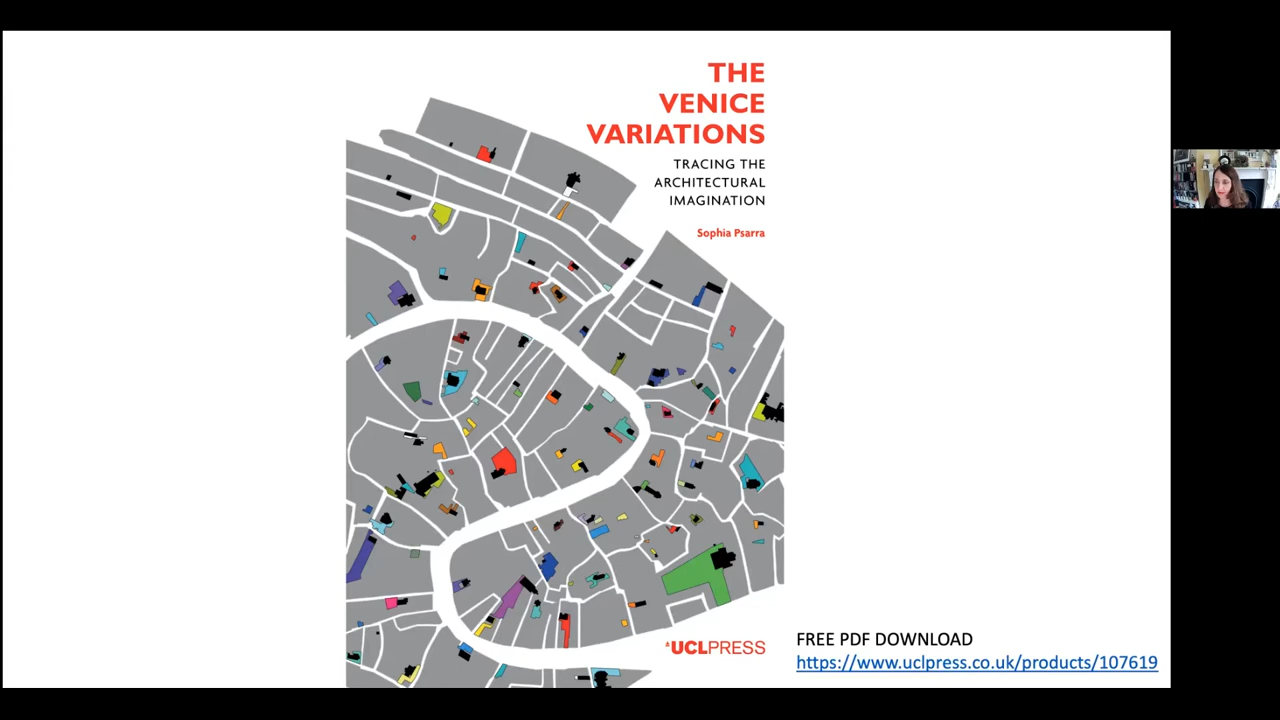 THE
VENICE
VARIATIONS
TRACING THE
ARCHITECTURAL
IMAGINATION
Sophia Psarra
UCLPRESS
FREE PDF DOWNLOAD
https://www.uclpress.co.uk/products/107619